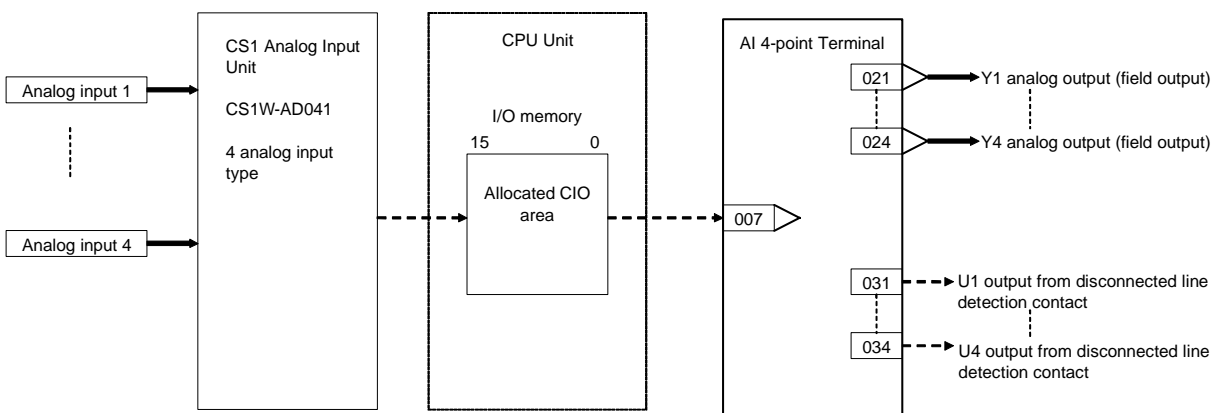 CS1 Analog Input
Unit
CS1W-AD041
4 analog input
type
Analog input 1
Analog input 4
CPU Unit
I/O memory
15 0
Allocated CIO
area
AI 4-point Terminal
021
Y1 analog output (field output)
024
Y4 analog output (field output)
007
031
U1 output from disconnected line
detection contact
034
U4 output from disconnected line
detection contact